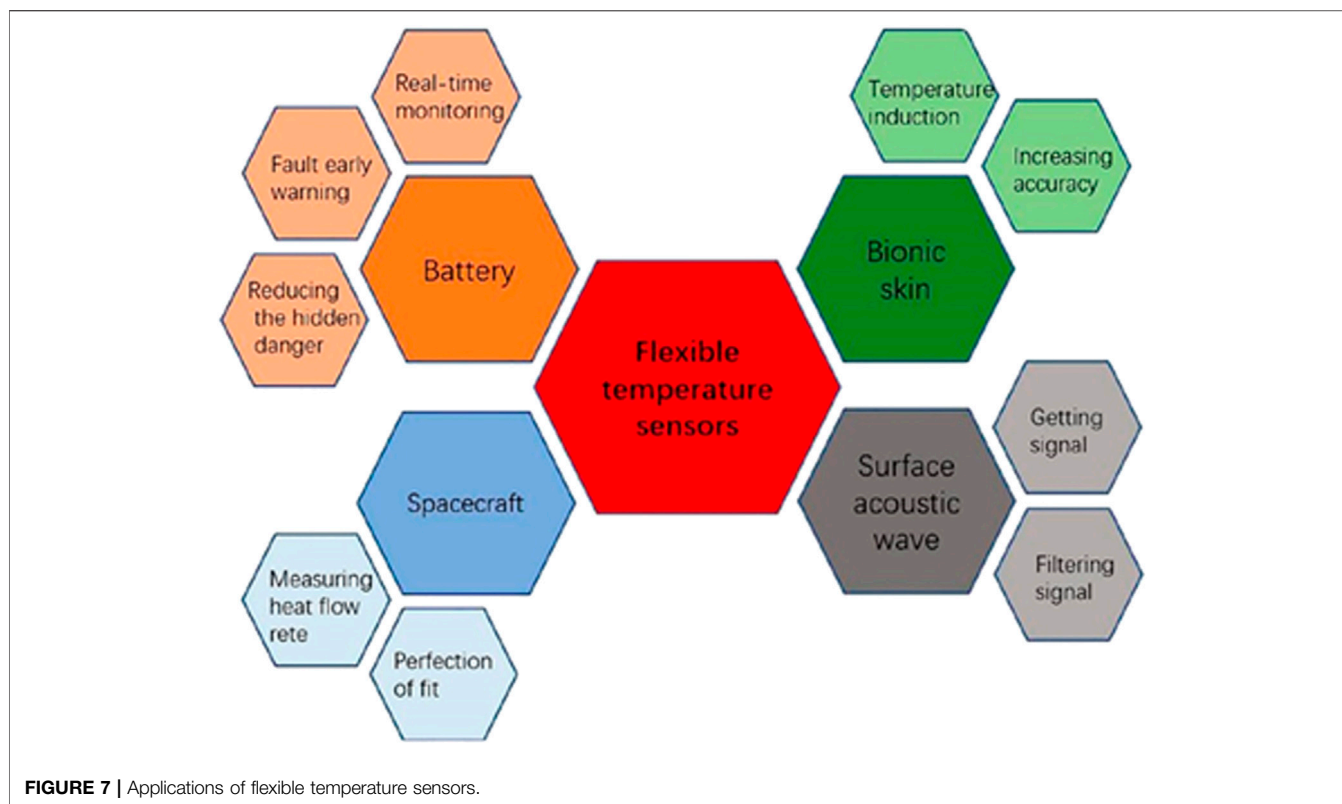 Real-time
monitoring
Fault early
warning
Reducing
the hidden
danger
Battery
Temperature
induction
Increasing
accuracy
Bionic
skin
Flexible
temperature
sensors
Spacecraft
Measuring
heat flow
rete
Perfection
of fit
Surface
acoustic
wave
Getting
signal
Filtering
signal
FIGURE 7 | Applications of flexible temperature sensors.